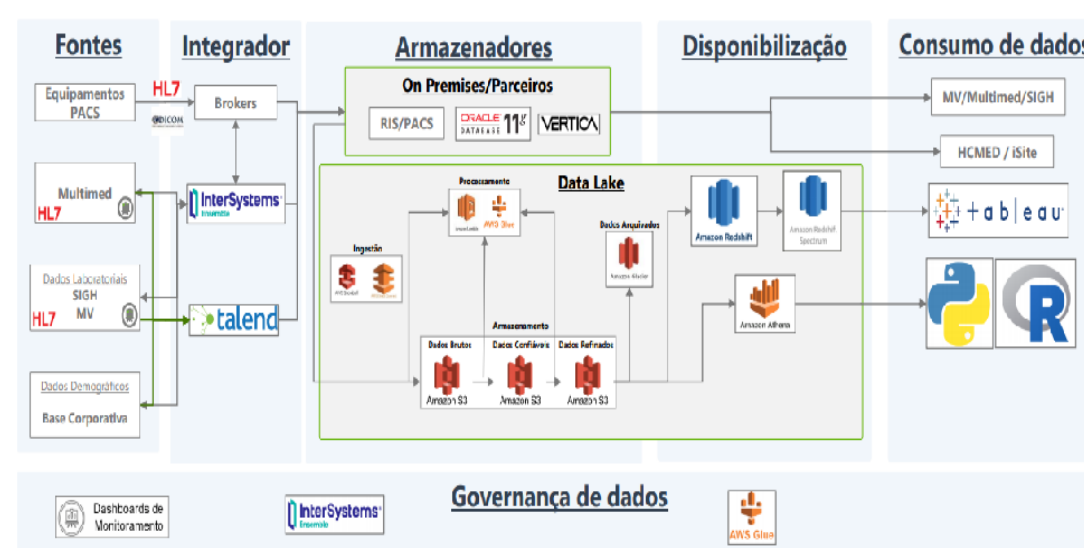 Fontes
Integrador
Armazenadores
Disponibilização
Consumo de dados
Equipamentos
PACS
HL7
DICOM
Brokers
On Premises/Parceiros
RIS/PACS
ORACLE
DATABASE 11g
VERTICA
MV/Multimed/SIGH
HCMED / iSite
Multimed
HL7
InterSystems
Ensemble
Data Lake
Processamento
AWS Glue
Ingestão
Dados Arquivados
Amazon Glacier
Amazon Redshift
Amazon Redshift
Spectrum
tableau
Dados Laboratoriais
SIGH
MV
HL7
talend
Amazon Athena
R
Armazenamento
Dados Brutos
Dados Confiáveis
Dados Refinados
Amazon S3
Amazon S3
Amazon S3
Dados Demográficos
Base Corporativa
Governança de dados
Dashboards de
Monitoramento
InterSystems
Ensemble
AWS Glue